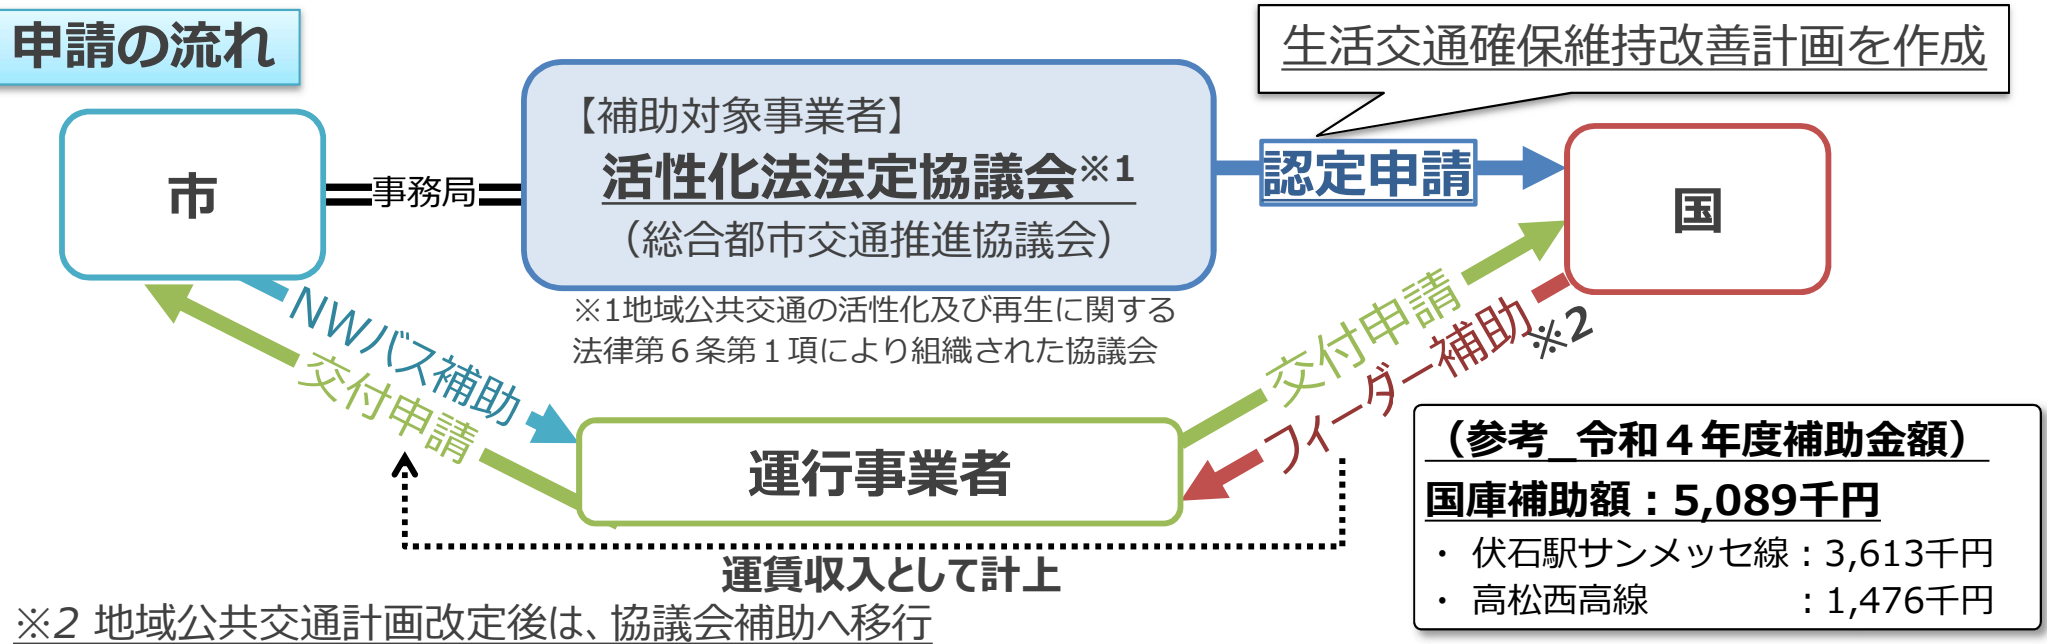 申請の流れ
生活交通確保維持改善計画を作成
【補助対象事業者】
活性化法法定協議会※1
（総合都市交通推進協議会）
認定申請
市
事務局
国
※1地域公共交通の活性化及び再生に関する
法律第６条第１項により組織された協議会
NWバス補助
交付申請
交付申請
フィーダー補助※2
運行事業者
運賃収入として計上
（参考_令和４年度補助金額）
国庫補助額：5,089千円
・ 伏石駅サンメッセ線：3,613千円
・ 高松西高線 ：1,476千円
※2 地域公共交通計画改定後は、協議会補助へ移行